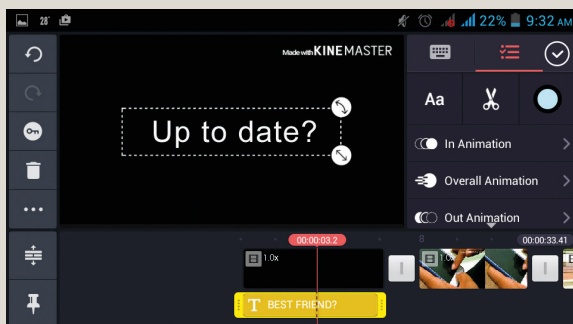 28°
22% 9:32 AM
Made with KINEMASTER
Up to date?
Aa
In Animation
Overall Animation
Out Animation
00:00:03.2
8
00:00:33.41
1.0x
1.0x
T BEST FRIEND?